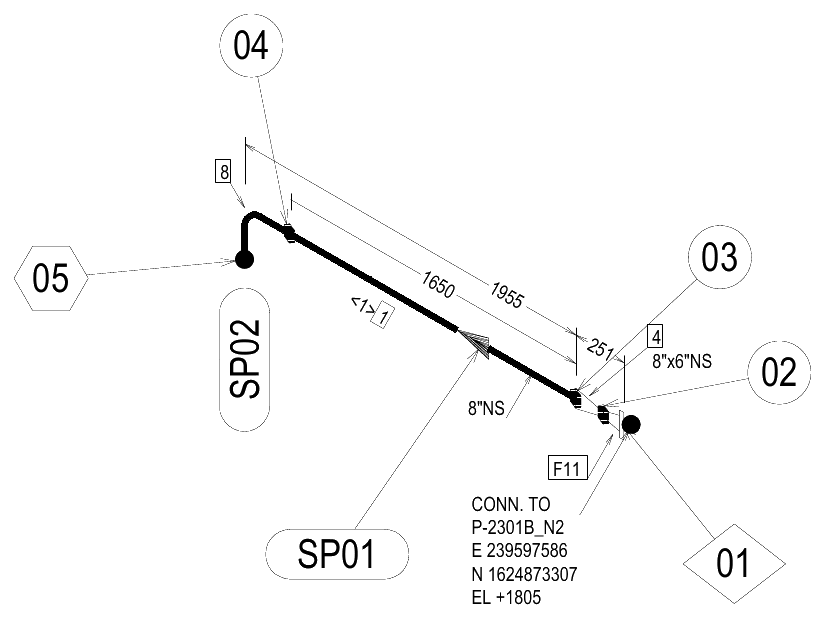 04
8
03
05
1650
1955
<1> 1
251
4
8"x6"NS
SP02
02
8"NS
F11
CONN. TO
P-2301B_N2
E 239597586
N 1624873307
EL +1805
SP01
01